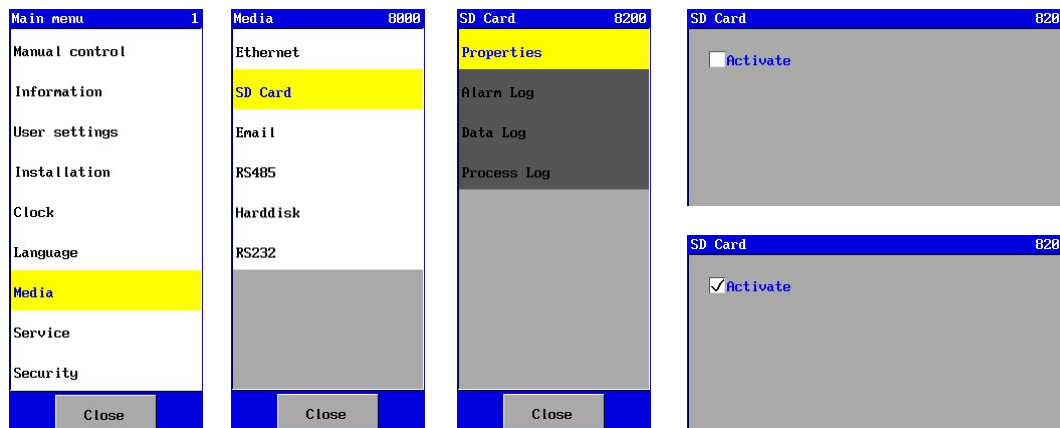 Main menu 1
Manual control
Information
User settings
Installation
Clock
Language
Media
Service
Security
Close
Media 8000
Ethernet
SD Card
Email
RS485
Harddisk
RS232
Close
SD Card 8200
Properties
Alarm Log
Data Log
Process Log
Close
SD Card 820
Activate
SD Card 820
Activate